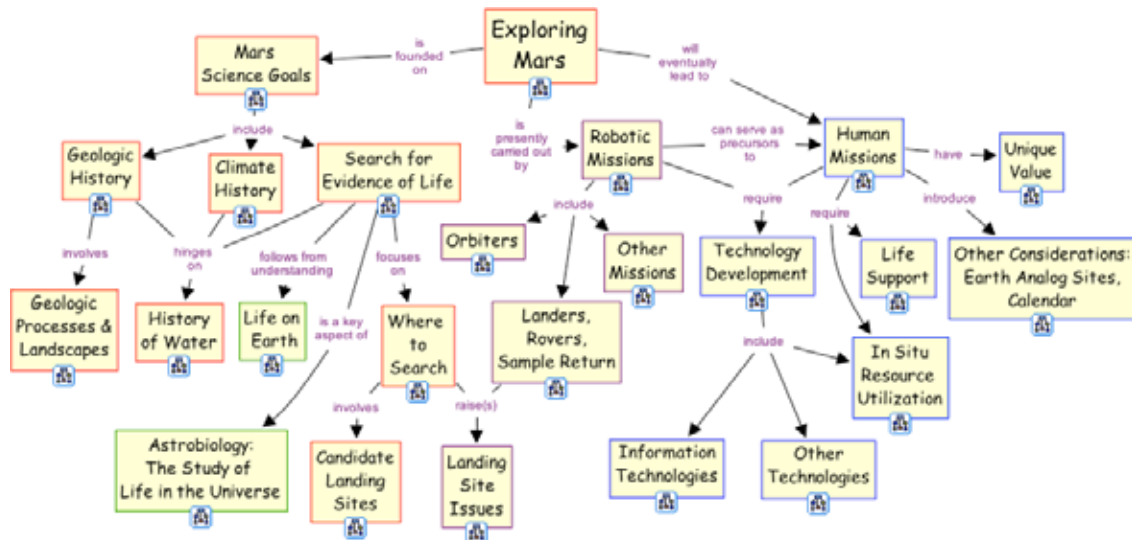 Exploring
Mars
is
founded
on
will
eventually
lead to
Mars
Science Goals
is
presently
carried out
by
include
Geologic
History
Climate
History
Search for
Evidence of Life
Robotic
Missions
can serve as
precursors
to
Human
Missions
have
Unique
Value
involves
hinges
on
follows from
understanding
focuses
on
include
require
require
introduce
Orbiters
Other
Missions
Technology
Development
Life
Support
Other Considerations:
Earth Analog Sites,
Calendar
Geologic
Processes &
Landscapes
History
of Water
Life on
Earth
is a key
aspect of
Where
to
Search
Landers,
Rovers,
Sample Return
include
In Situ
Resource
Utilization
involves
raise(s)
Astrobiology:
The Study of
Life in the Universe
Candidate
Landing
Sites
Landing
Site
Issues
Information
Technologies
Other
Technologies